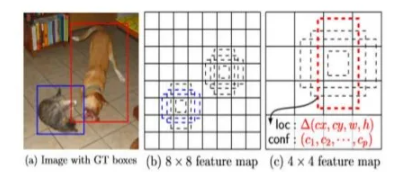 loc : Δ(cx, cy, w, h)
conf : (c₁, c₂, ⋯, cₚ)
(a) Image with GT boxes (b) 8 × 8 feature map (c) 4 × 4 feature map